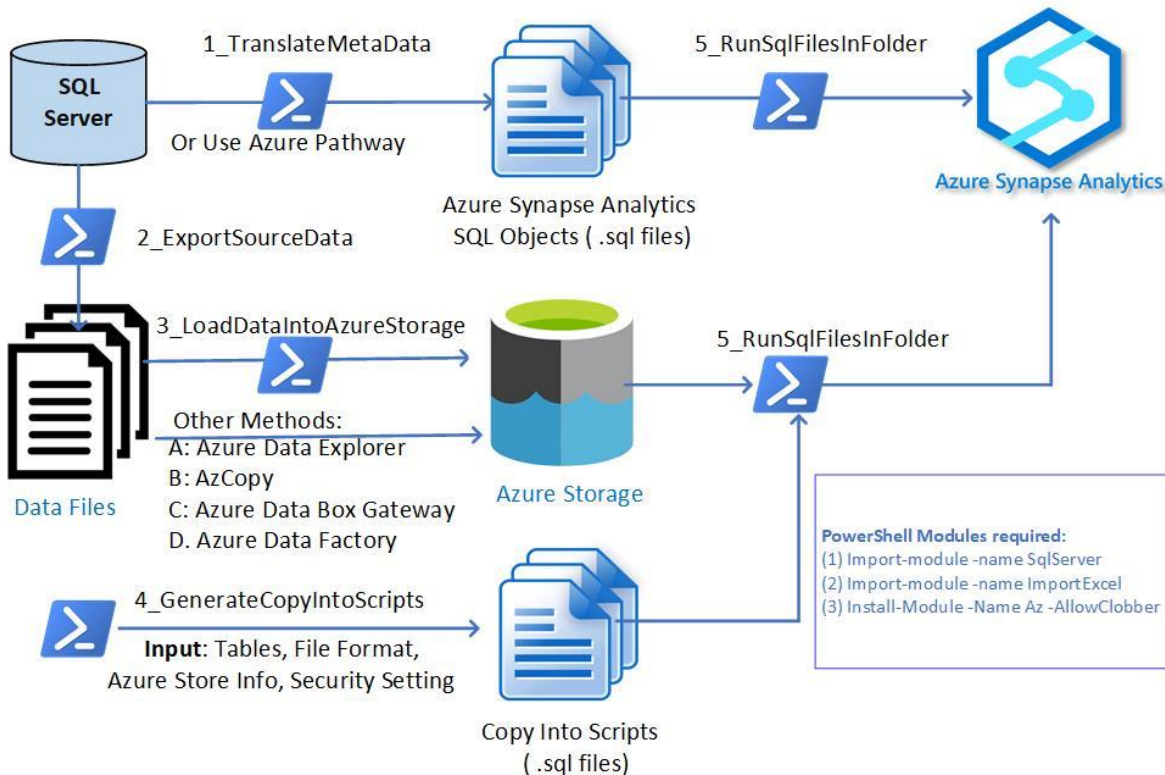 1_TranslateMetaData
5_RunSqlFilesInFolder
SQL
Server
Or Use Azure Pathway
Azure Synapse Analytics
SQL Objects ( .sql files)
Azure Synapse Analytics
2_ExportSourceData
3_LoadDataIntoAzureStorage
5_RunSqlFilesInFolder
Other Methods:
A: Azure Data Explorer
B: AzCopy
C: Azure Data Box Gateway
D. Azure Data Factory
Data Files
Azure Storage
PowerShell Modules required:
(1) Import-module -name SqlServer
(2) Import-module -name ImportExcel
(3) Install-Module -Name Az -AllowClobber
4_GenerateCopyIntoScripts
Input: Tables, File Format,
Azure Store Info, Security Setting
Copy Into Scripts
( .sql files)